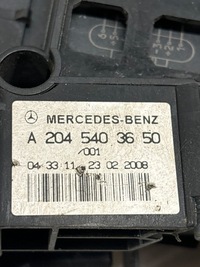 MERCEDES-BENZ
A 204 540 36 50
/001
04 33 11 23 02 2008